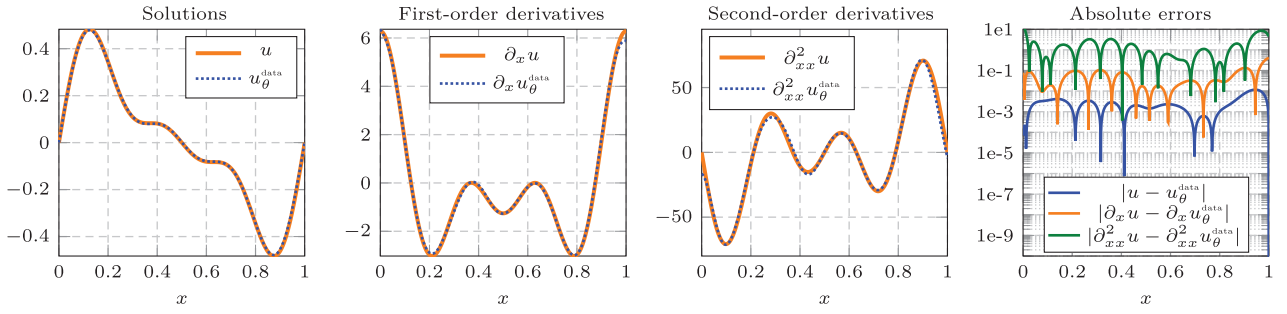 Solutions
0.4
0.2
0
−0.2
−0.4
0 0.2 0.4 0.6 0.8 1
x
u
u_θ^data
First-order derivatives
6
4
2
0
−2
0 0.2 0.4 0.6 0.8 1
x
∂_x u
∂_x u_θ^data
Second-order derivatives
50
0
−50
0 0.2 0.4 0.6 0.8 1
x
∂²_xx u
∂²_xx u_θ^data
Absolute errors
1e1
1e-1
1e-3
1e-5
1e-7
1e-9
0 0.2 0.4 0.6 0.8 1
x
|u − u_θ^data|
|∂_x u − ∂_x u_θ^data|
|∂²_xx u − ∂²_xx u_θ^data|